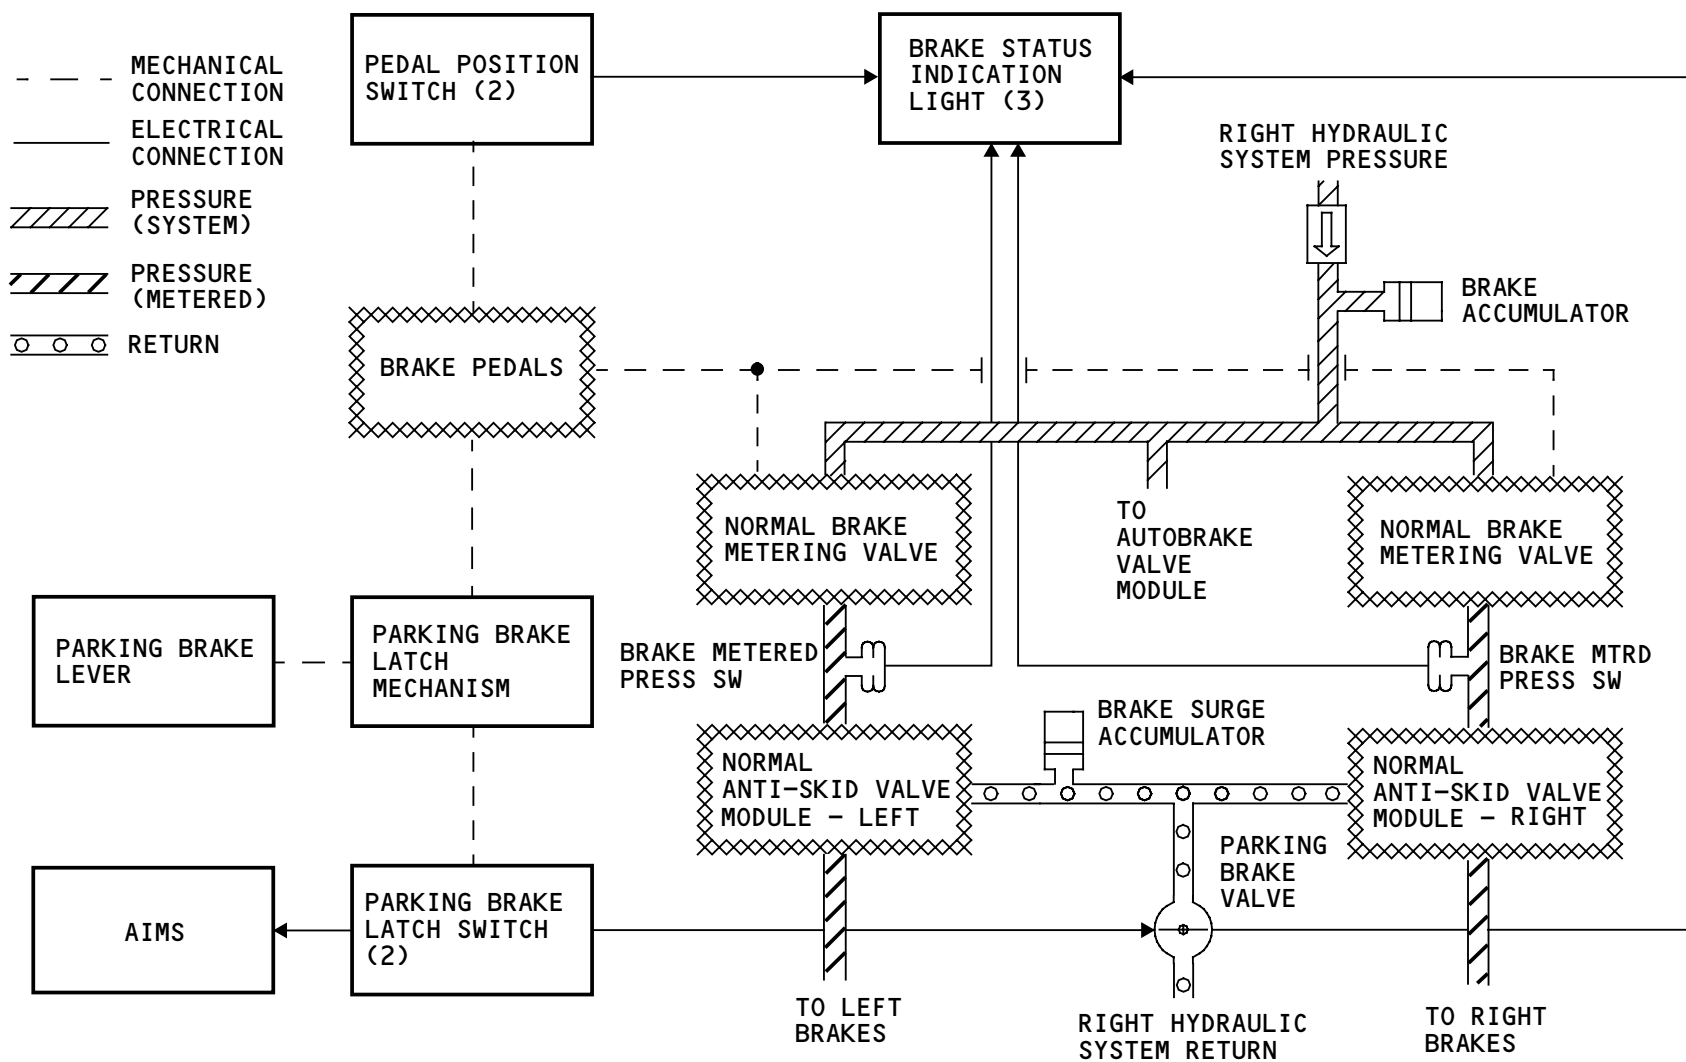 MECHANICAL
CONNECTION
ELECTRICAL
CONNECTION
PRESSURE
(SYSTEM)
PRESSURE
(METERED)
RETURN
PEDAL POSITION
SWITCH (2)
BRAKE STATUS
INDICATION
LIGHT (3)
RIGHT HYDRAULIC
SYSTEM PRESSURE
BRAKE
ACCUMULATOR
BRAKE PEDALS
NORMAL BRAKE
METERING VALVE
TO
AUTOBRAKE
VALVE
MODULE
NORMAL BRAKE
METERING VALVE
PARKING BRAKE
LEVER
PARKING BRAKE
LATCH
MECHANISM
BRAKE METERED
PRESS SW
BRAKE MTRD
PRESS SW
BRAKE SURGE
ACCUMULATOR
NORMAL
ANTI-SKID VALVE
MODULE - LEFT
NORMAL
ANTI-SKID VALVE
MODULE - RIGHT
PARKING
BRAKE
VALVE
AIMS
PARKING BRAKE
LATCH SWITCH
(2)
TO LEFT
BRAKES
RIGHT HYDRAULIC
SYSTEM RETURN
TO RIGHT
BRAKES